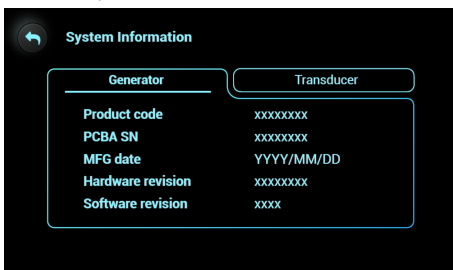 System Information
Generator Transducer
Product code xxxxxxxx
PCBA SN xxxxxxxx
MFG date YYYY/MM/DD
Hardware revision xxxxxxxx
Software revision xxxx